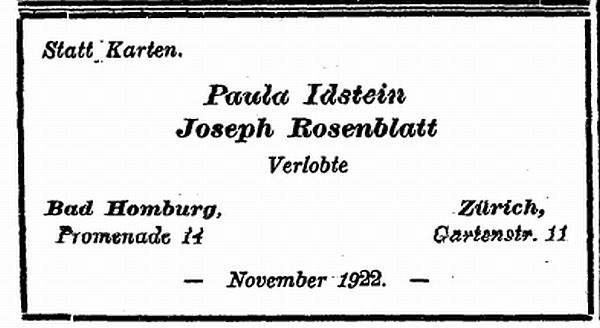 Statt Karten.
Paula Idstein
Joseph Rosenblatt
Verlobte
Bad Homburg,
Promenade 14
Zürich,
Gartenstr. 11
— November 1922. —